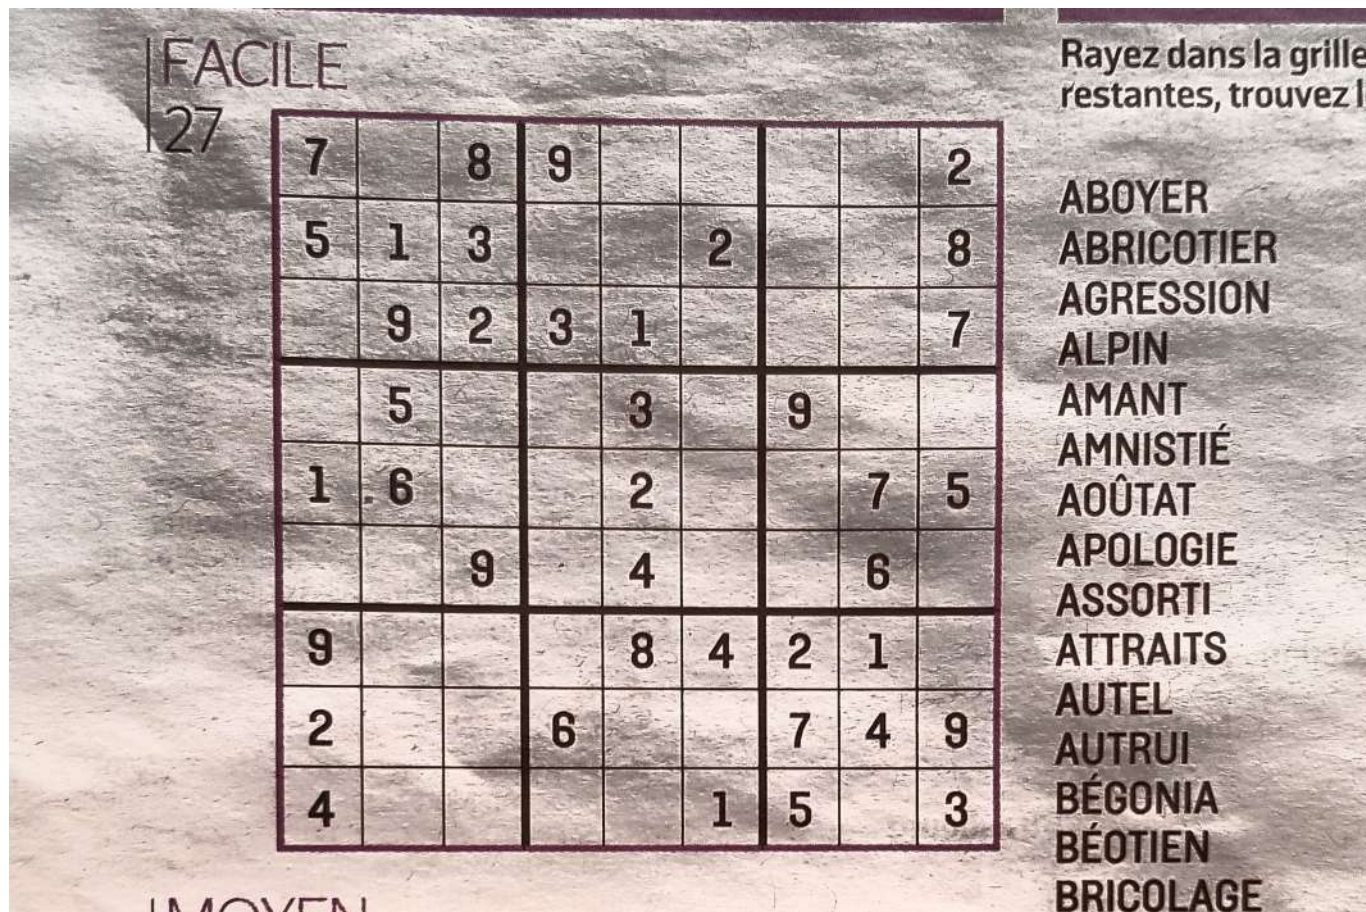 FACILE
27
7 8 9 2
5 1 3 2 8
9 2 3 1 7
5 3 9
1 6 2 7 5
9 4 6
9 8 4 2 1
2 6 7 4 9
4 1 5 3
MOYEN
Rayez dans la grille
restantes, trouvez l
ABOYER
ABRICOTIER
AGRESSION
ALPIN
AMANT
AMNISTIÉ
AOÛTAT
APOLOGIE
ASSORTI
ATTRAITS
AUTEL
AUTRUI
BÉGONIA
BÉOTIEN
BRICOLAGE